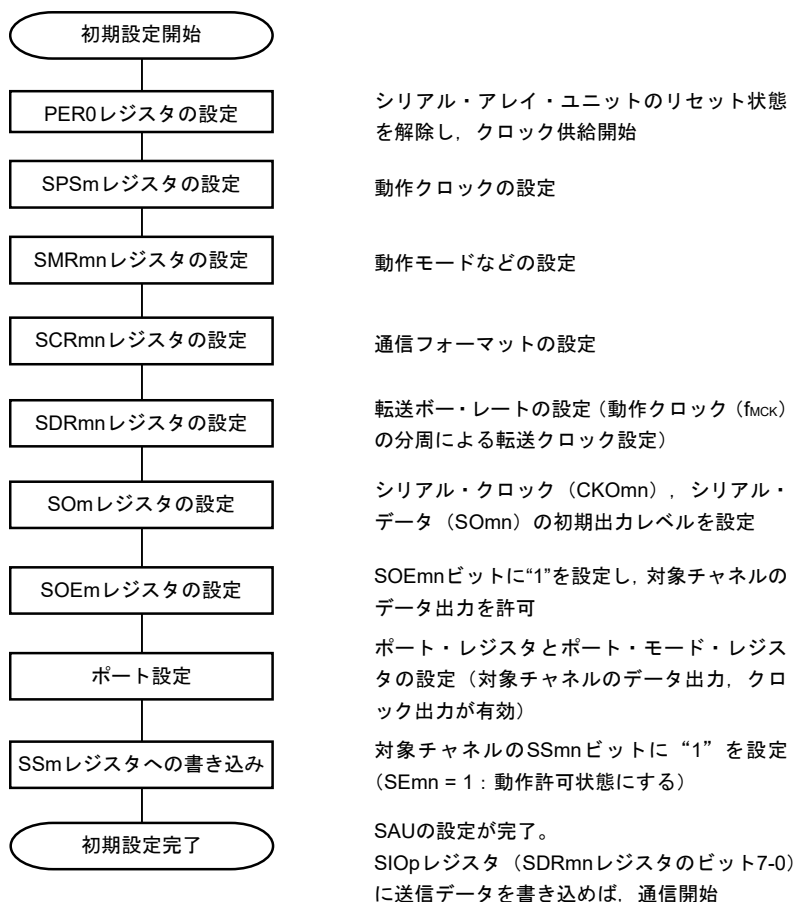 初期設定開始
PER0レジスタの設定
シリアル・アレイ・ユニットのリセット状態
を解除し，クロック供給開始
SPSmレジスタの設定
動作クロックの設定
SMRmnレジスタの設定
動作モードなどの設定
SCRmnレジスタの設定
通信フォーマットの設定
SDRmnレジスタの設定
転送ボー・レートの設定（動作クロック（fMCK）
の分周による転送クロック設定）
SOmレジスタの設定
シリアル・クロック（CKOmn），シリアル・
データ（SOmn）の初期出力レベルを設定
SOEmレジスタの設定
SOEmnビットに“1”を設定し，対象チャネルの
データ出力を許可
ポート設定
ポート・レジスタとポート・モード・レジス
タの設定（対象チャネルのデータ出力，クロ
ック出力が有効）
SSmレジスタへの書き込み
対象チャネルのSSmnビットに“1”を設定
（SEmn = 1：動作許可状態にする）
初期設定完了
SAUの設定が完了。
SIOpレジスタ（SDRmnレジスタのビット7-0）
に送信データを書き込めば，通信開始